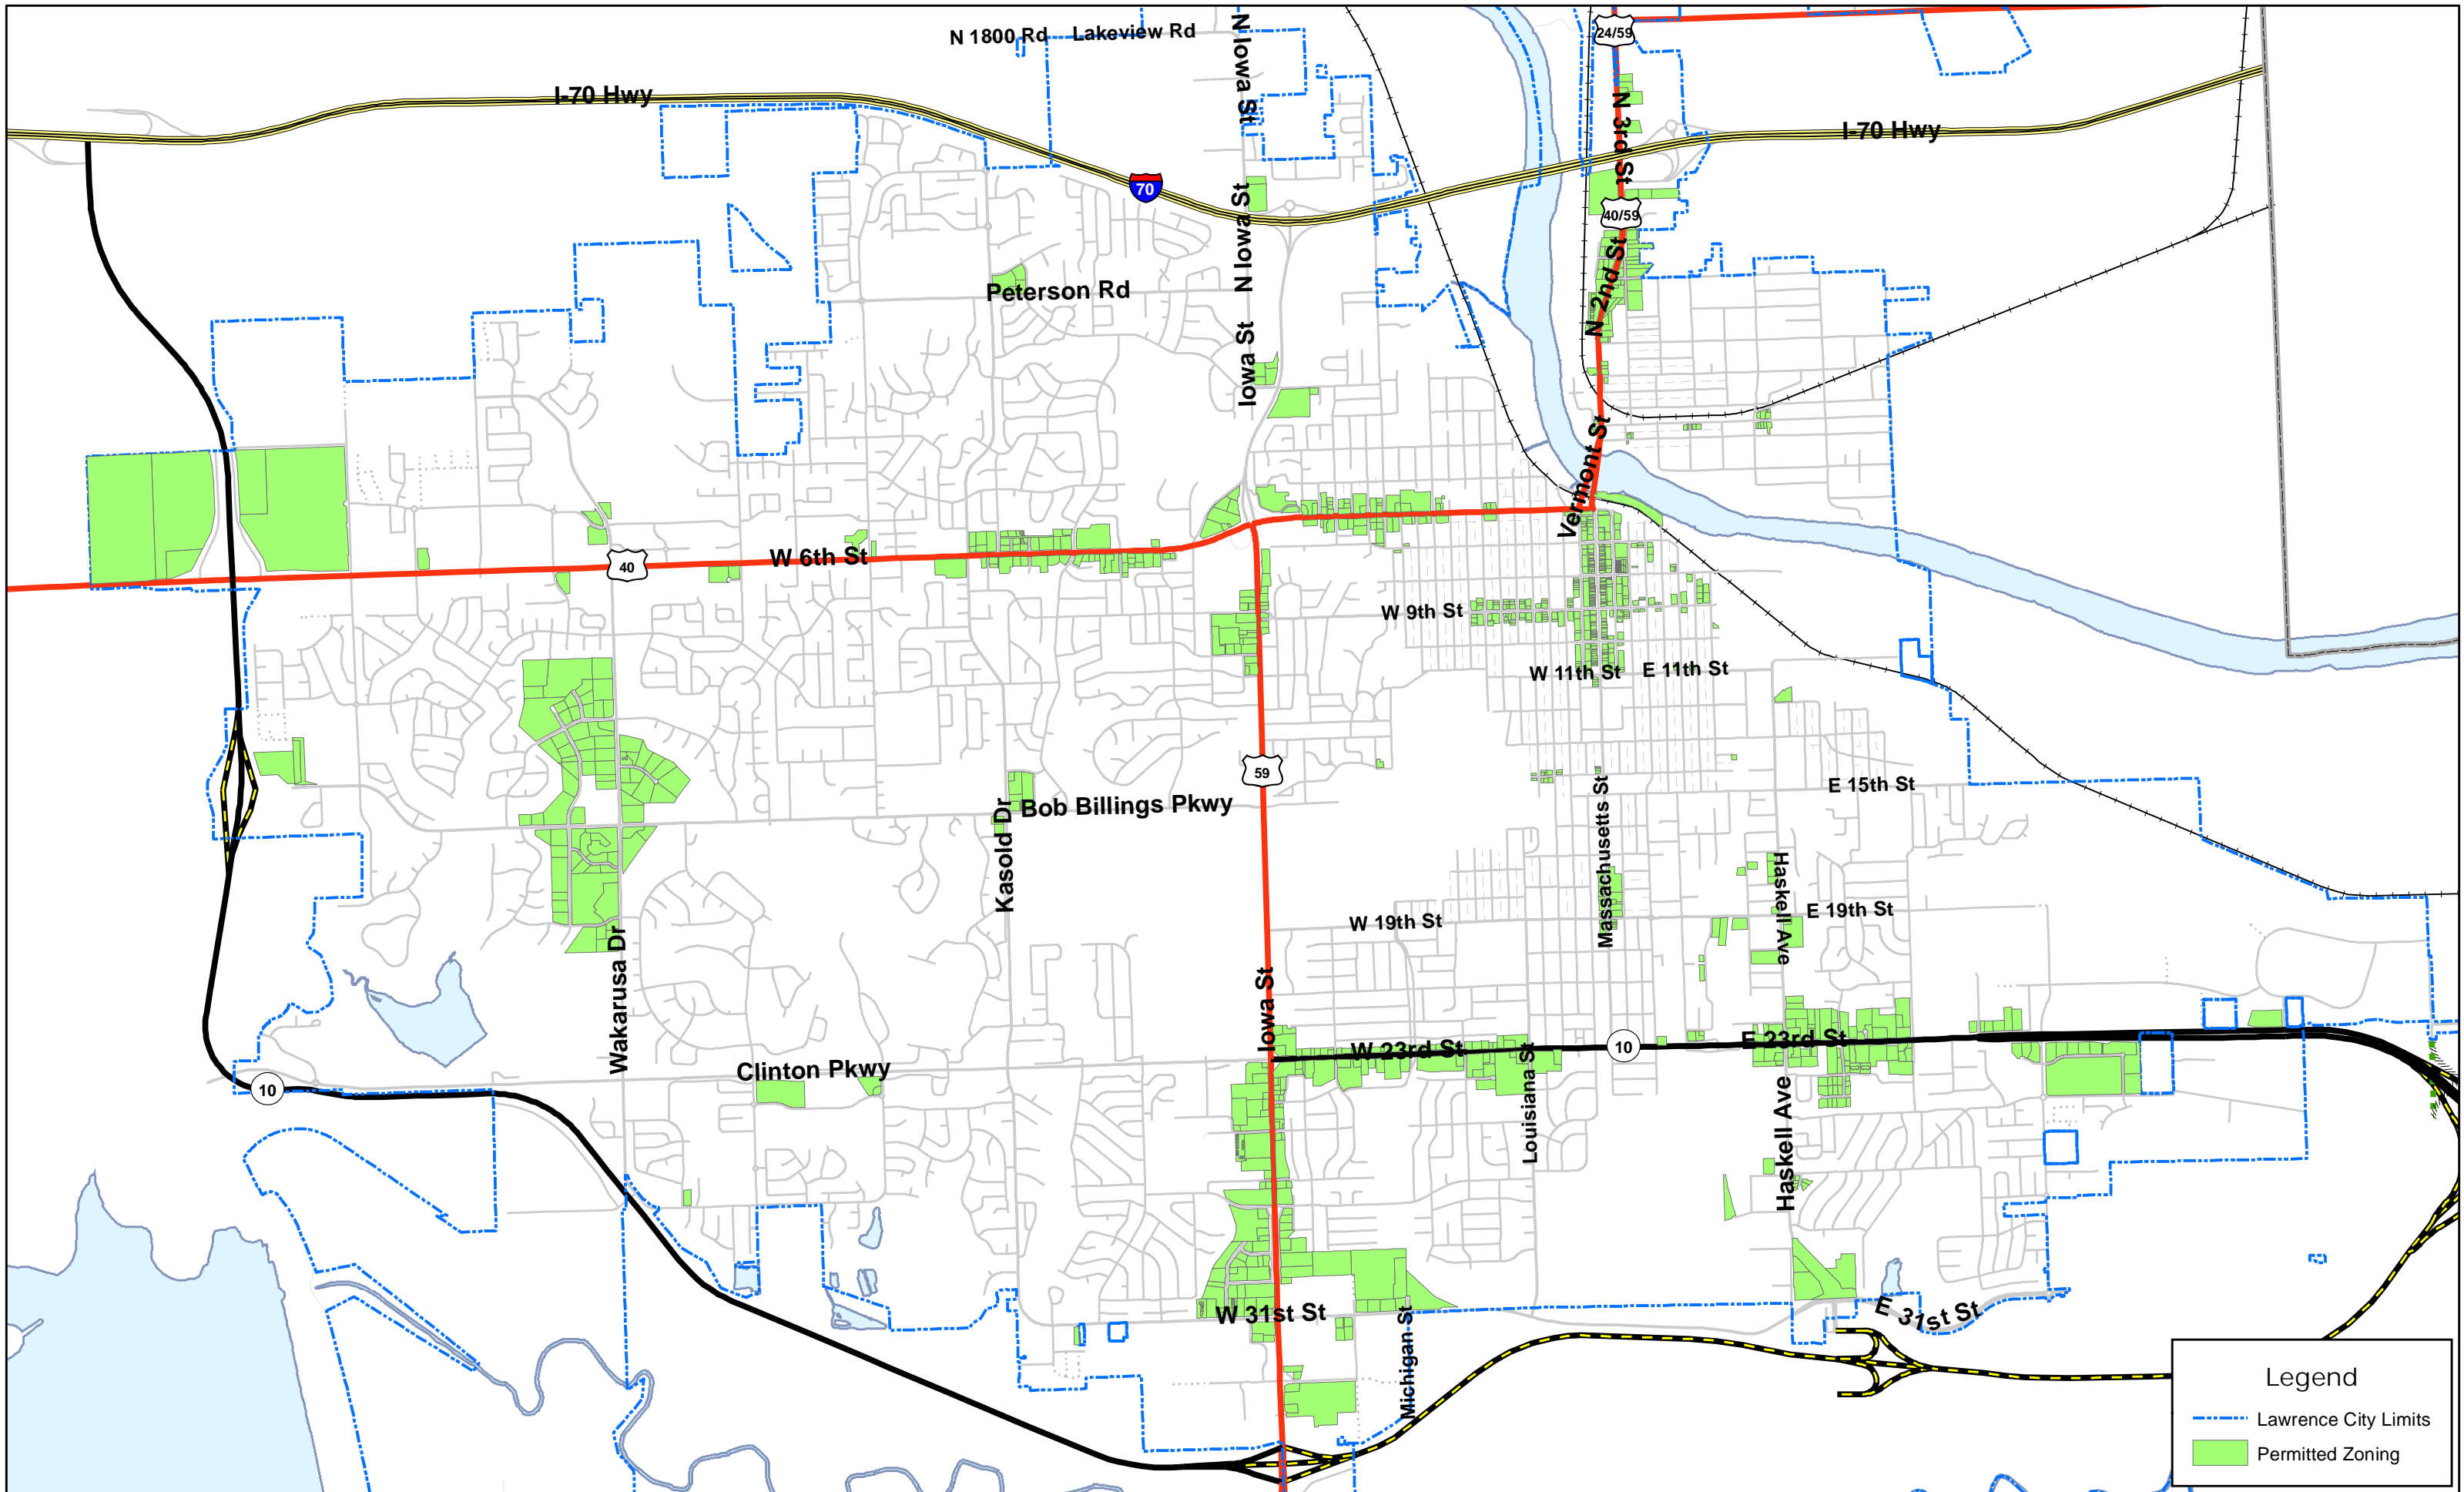 N 1800 Rd
Lakeview Rd
N Iowa St
24/59
I-70 Hwy
N 3rd St
I-70 Hwy
70
N Iowa St
40/59
Peterson Rd
N 2nd St
Iowa St
Vermont St
W 6th St
40
W 9th St
W 11th St
E 11th St
59
E 15th St
Bob Billings Pkwy
Kasold Dr
Massachusetts St
Haskell Ave
E 19th St
W 19th St
Wakarusa Dr
Iowa St
W 23rd St
10
E 23rd St
Clinton Pkwy
10
Louisiana St
Haskell Ave
W 31st St
E 31st St
Michigan St
Legend
Lawrence City Limits
Permitted Zoning